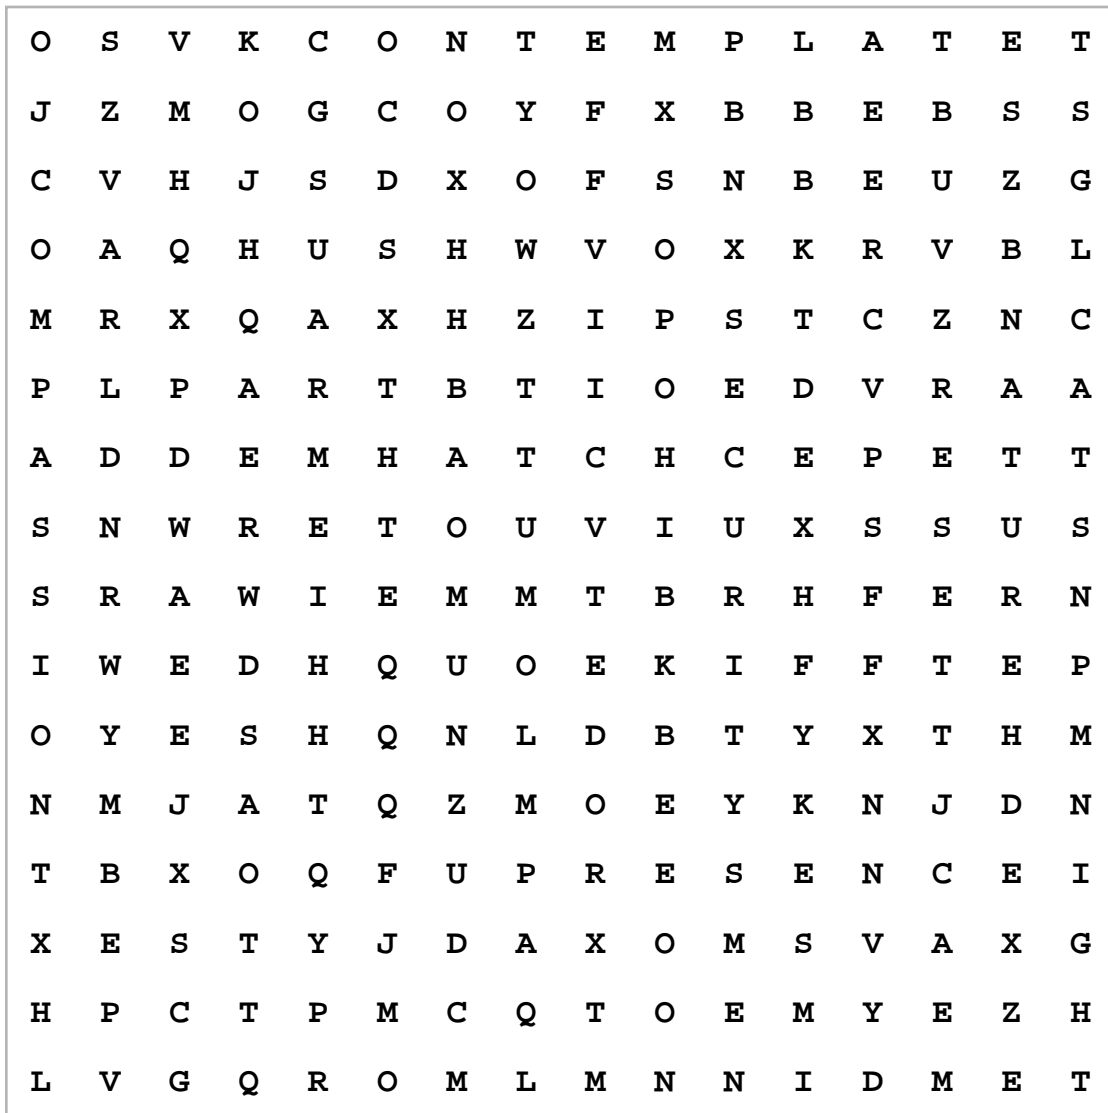 O S V K C O N T E M P L A T E T
J Z M O G C O Y F X B B E B S S
C V H J S D X O F S N B E U Z G
O A Q H U S H W V O X K R V B L
M R X Q A X H Z I P S T C Z N C
P L P A R T B T I O E D V R A A
A D D E M H A T C H C E P E T T
S N W R E T O U V I U X S S U S
S R A W I E M M T B R H F E R N
I W E D H Q U O E K I F F T E P
O Y E S H Q N L D B T Y X T H M
N M J A T Q Z M O E Y K N J D N
T B X O Q F U P R E S E N C E I
X E S T Y J D A X O M S V A X G
H P C T P M C Q T O E M Y E Z H
L V G Q R O M L M N N I D M E T